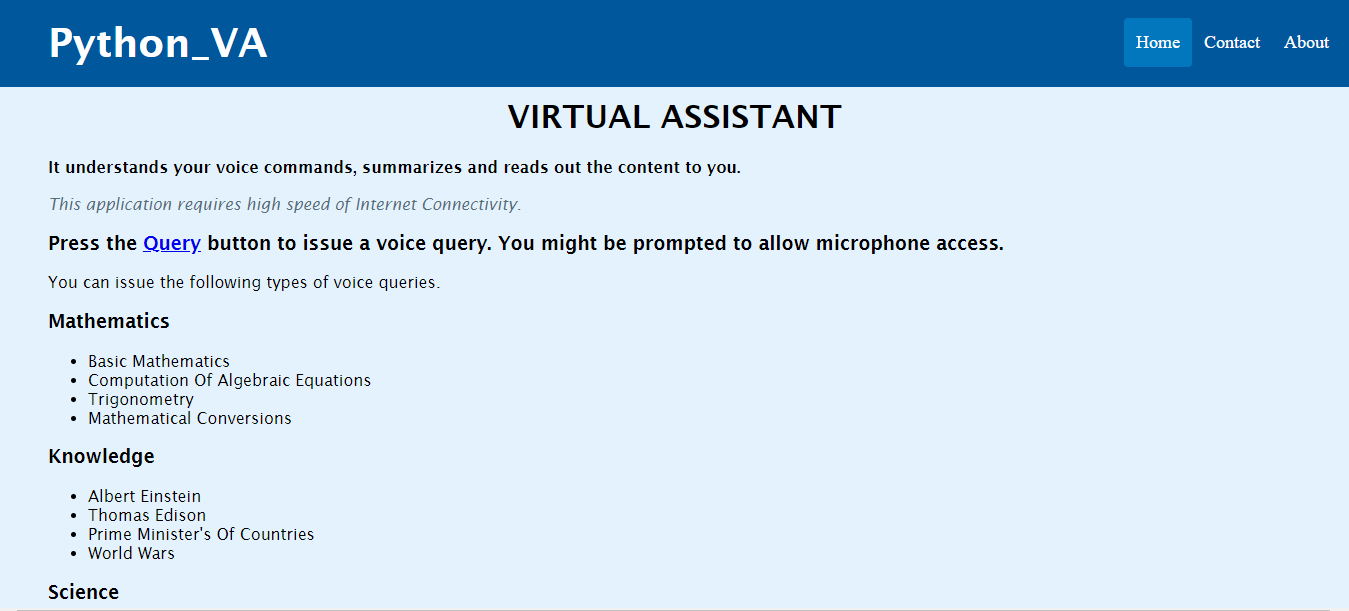 Python_VA
Home Contact About
VIRTUAL ASSISTANT
It understands your voice commands, summarizes and reads out the content to you.
This application requires high speed of Internet Connectivity.
Press the Query button to issue a voice query. You might be prompted to allow microphone access.
You can issue the following types of voice queries.
Mathematics
• Basic Mathematics
• Computation Of Algebraic Equations
• Trigonometry
• Mathematical Conversions
Knowledge
• Albert Einstein
• Thomas Edison
• Prime Minister's Of Countries
• World Wars
Science